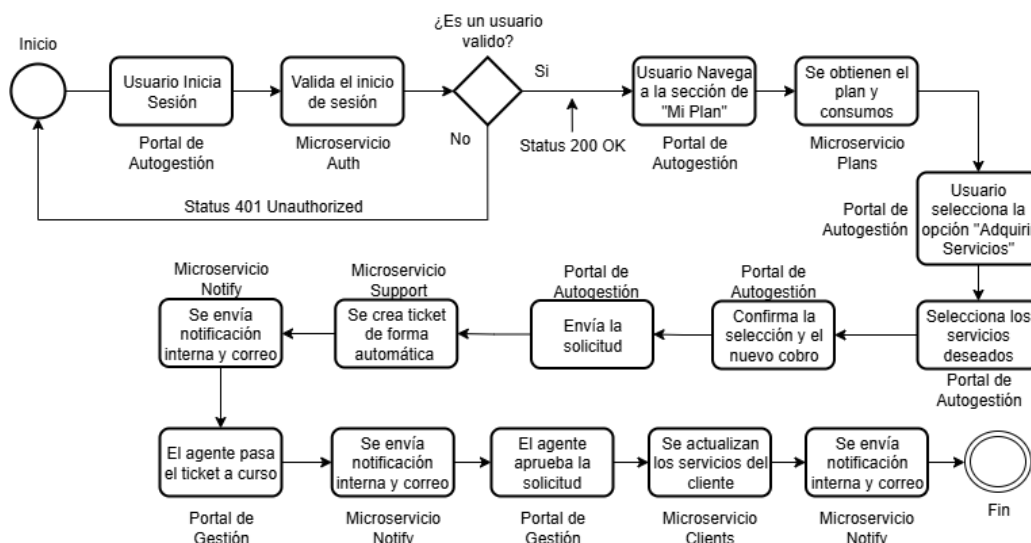 Inicio
Usuario Inicia
Sesión
Portal de
Autogestión
Valida el inicio
de sesión
Microservicio
Auth
¿Es un usuario
valido?
Si
No
Status 200 OK
Status 401 Unauthorized
Usuario Navega
a la sección de
"Mi Plan"
Portal de
Autogestión
Se obtienen el
plan y
consumos
Microservicio
Plans
Usuario
selecciona la
opción "Adquirir
Servicios"
Portal de
Autogestión
Selecciona los
servicios
deseados
Portal de
Autogestión
Portal de
Autogestión
Confirma la
selección y el
nuevo cobro
Portal de
Autogestión
Envía la
solicitud
Microservicio
Support
Se crea ticket
de forma
automática
Microservicio
Notify
Se envía
notificación
interna y correo
El agente pasa
el ticket a curso
Portal de
Gestión
Se envía
notificación
interna y correo
Microservicio
Notify
El agente
aprueba la
solicitud
Portal de
Gestión
Se actualizan
los servicios del
cliente
Microservicio
Clients
Se envía
notificación
interna y correo
Microservicio
Notify
Fin